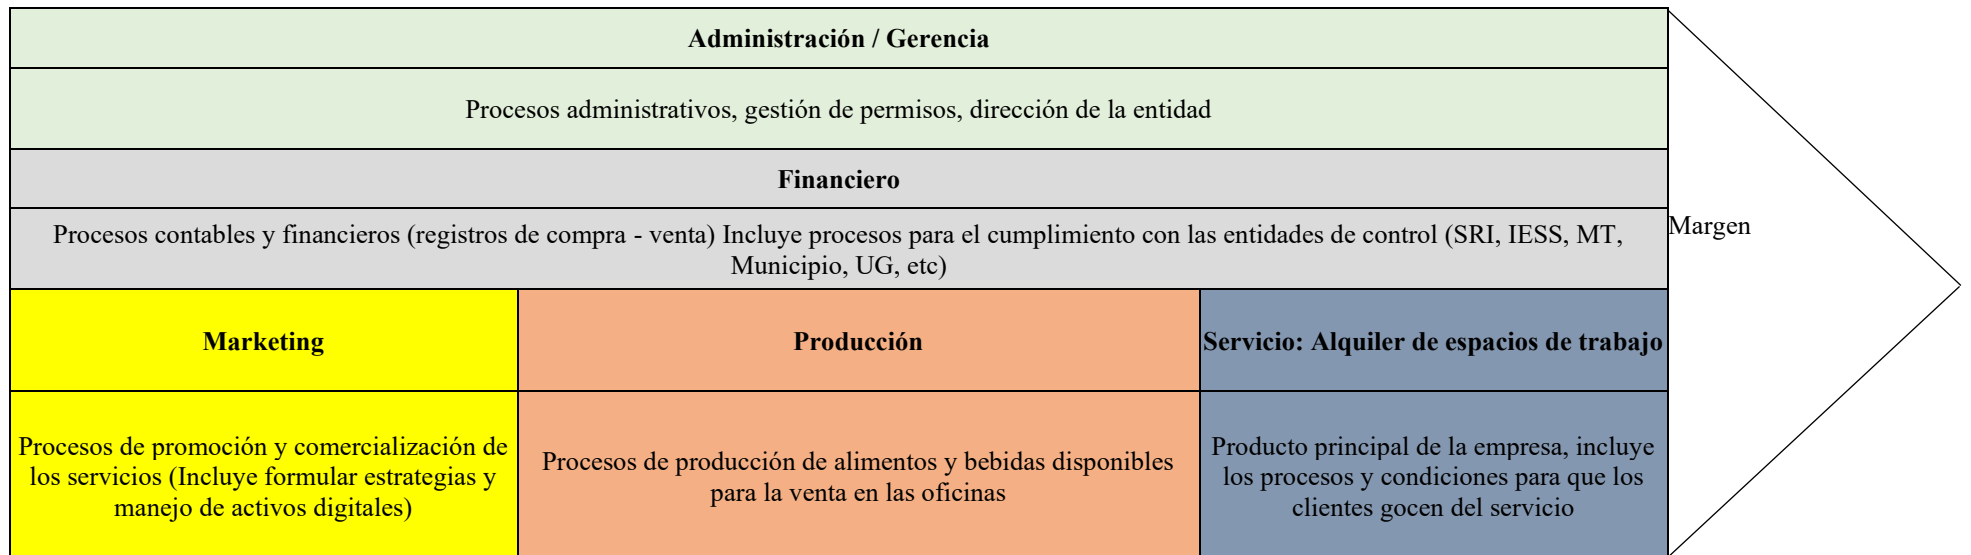 Administración / Gerencia
Procesos administrativos, gestión de permisos, dirección de la entidad
Financiero
Procesos contables y financieros (registros de compra - venta) Incluye procesos para el cumplimiento con las entidades de control (SRI, IESS, MT,
Municipio, UG, etc)
Margen
Marketing
Producción
Servicio: Alquiler de espacios de trabajo
Procesos de promoción y comercialización de
los servicios (Incluye formular estrategias y
manejo de activos digitales)
Procesos de producción de alimentos y bebidas disponibles
para la venta en las oficinas
Producto principal de la empresa, incluye
los procesos y condiciones para que los
clientes gocen del servicio